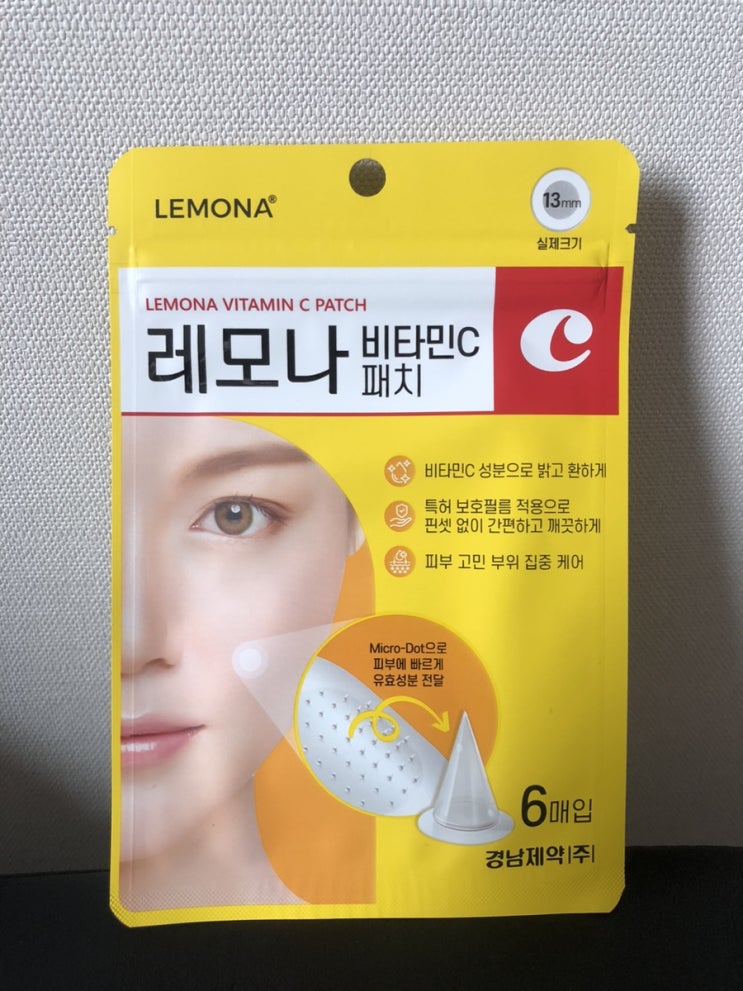 LEMONA®
13mm
실제크기
LEMONA VITAMIN C PATCH
레모나 비타민C
패치
C
비타민C 성분으로 밝고 환하게
특허 보호필름 적용으로
핀셋 없이 간편하고 깨끗하게
피부 고민 부위 집중 케어
Micro-Dot으로
피부에 빠르게
유효성분 전달
6매입
경남제약|주|